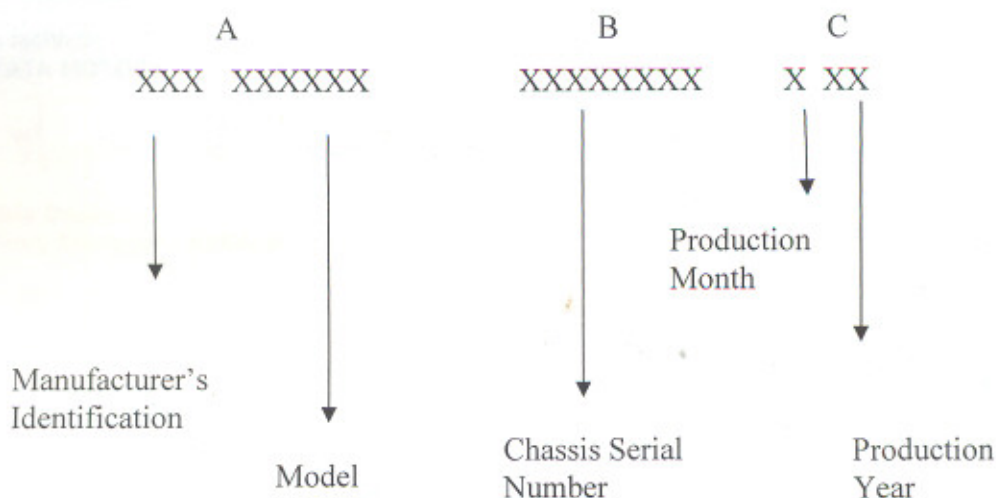 A B C
XXX XXXXXX XXXXXXXX X XX
Production
Month
Manufacturer's
Identification
Model
Chassis Serial
Number
Production
Year